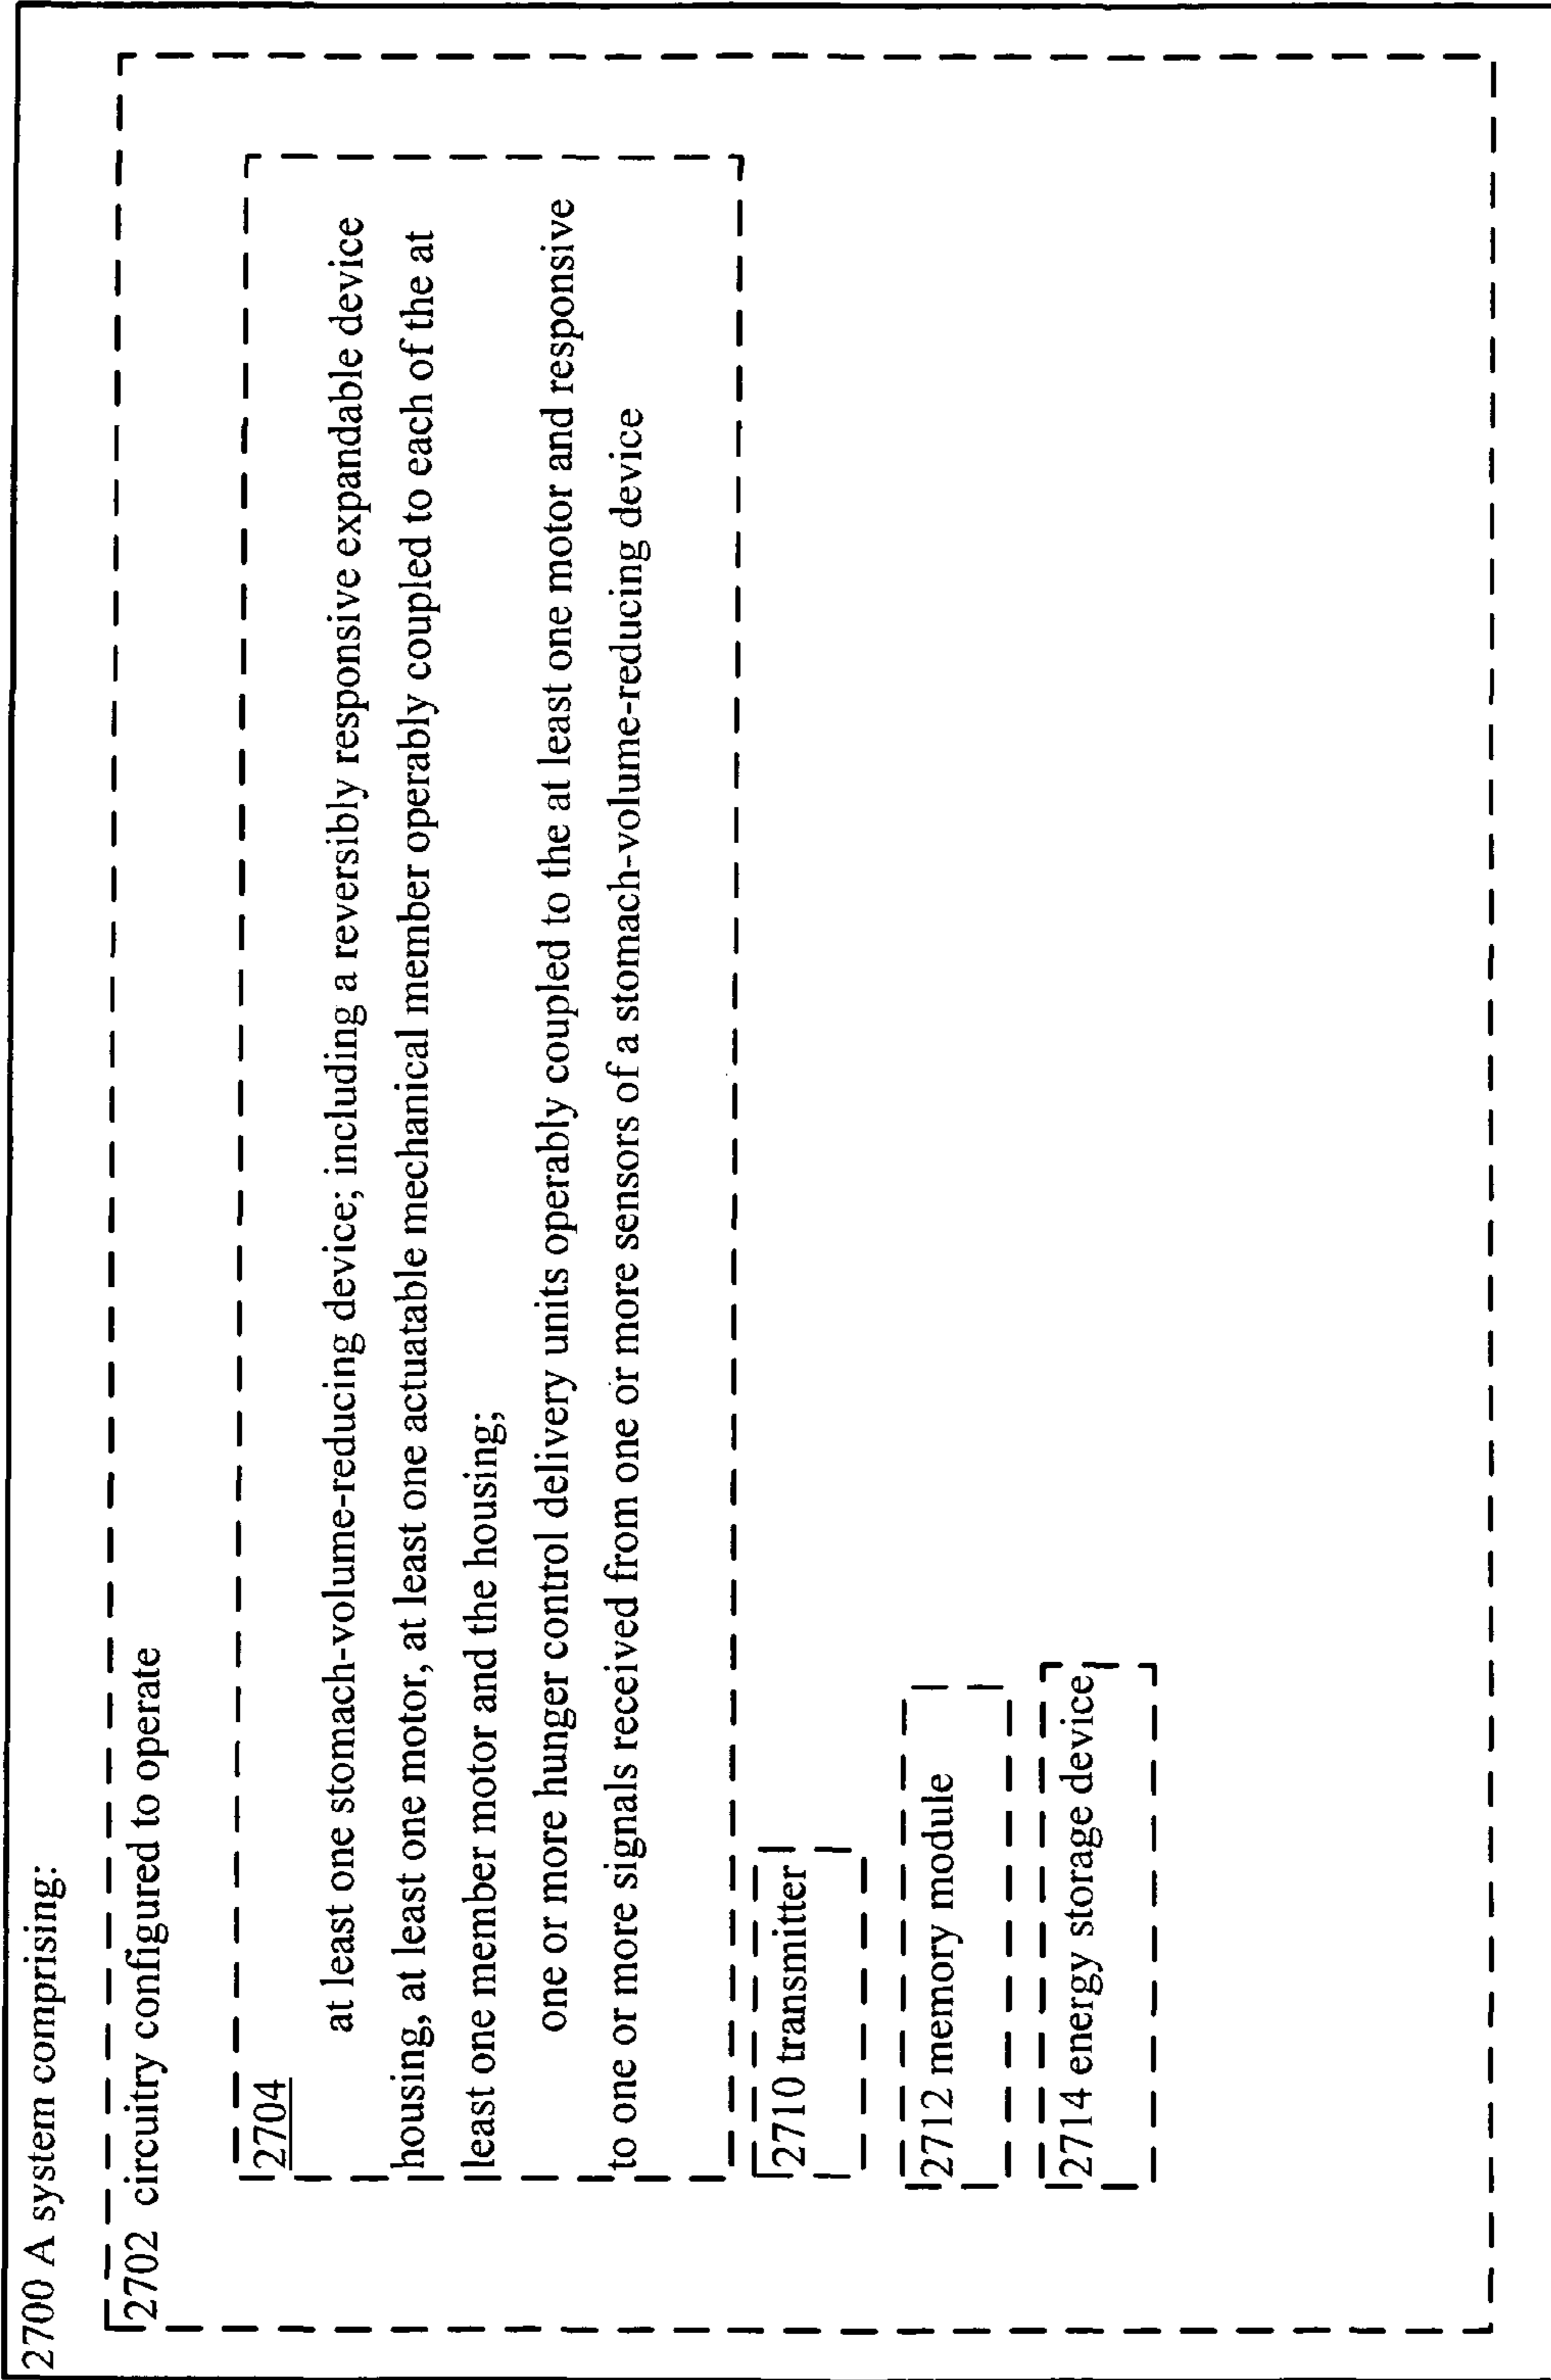 2700 A system comprising:
2702 circuitry configured to operate
2704
at least one stomach-volume-reducing device; including a reversibly responsive expandable device
housing, at least one motor, at least one actuatable mechanical member operably coupled to each of the at
least one member motor and the housing;
one or more hunger control delivery units operably coupled to the at least one motor and responsive
to one or more signals received from one or more sensors of a stomach-volume-reducing device
2710 transmitter
2712 memory module
2714 energy storage device